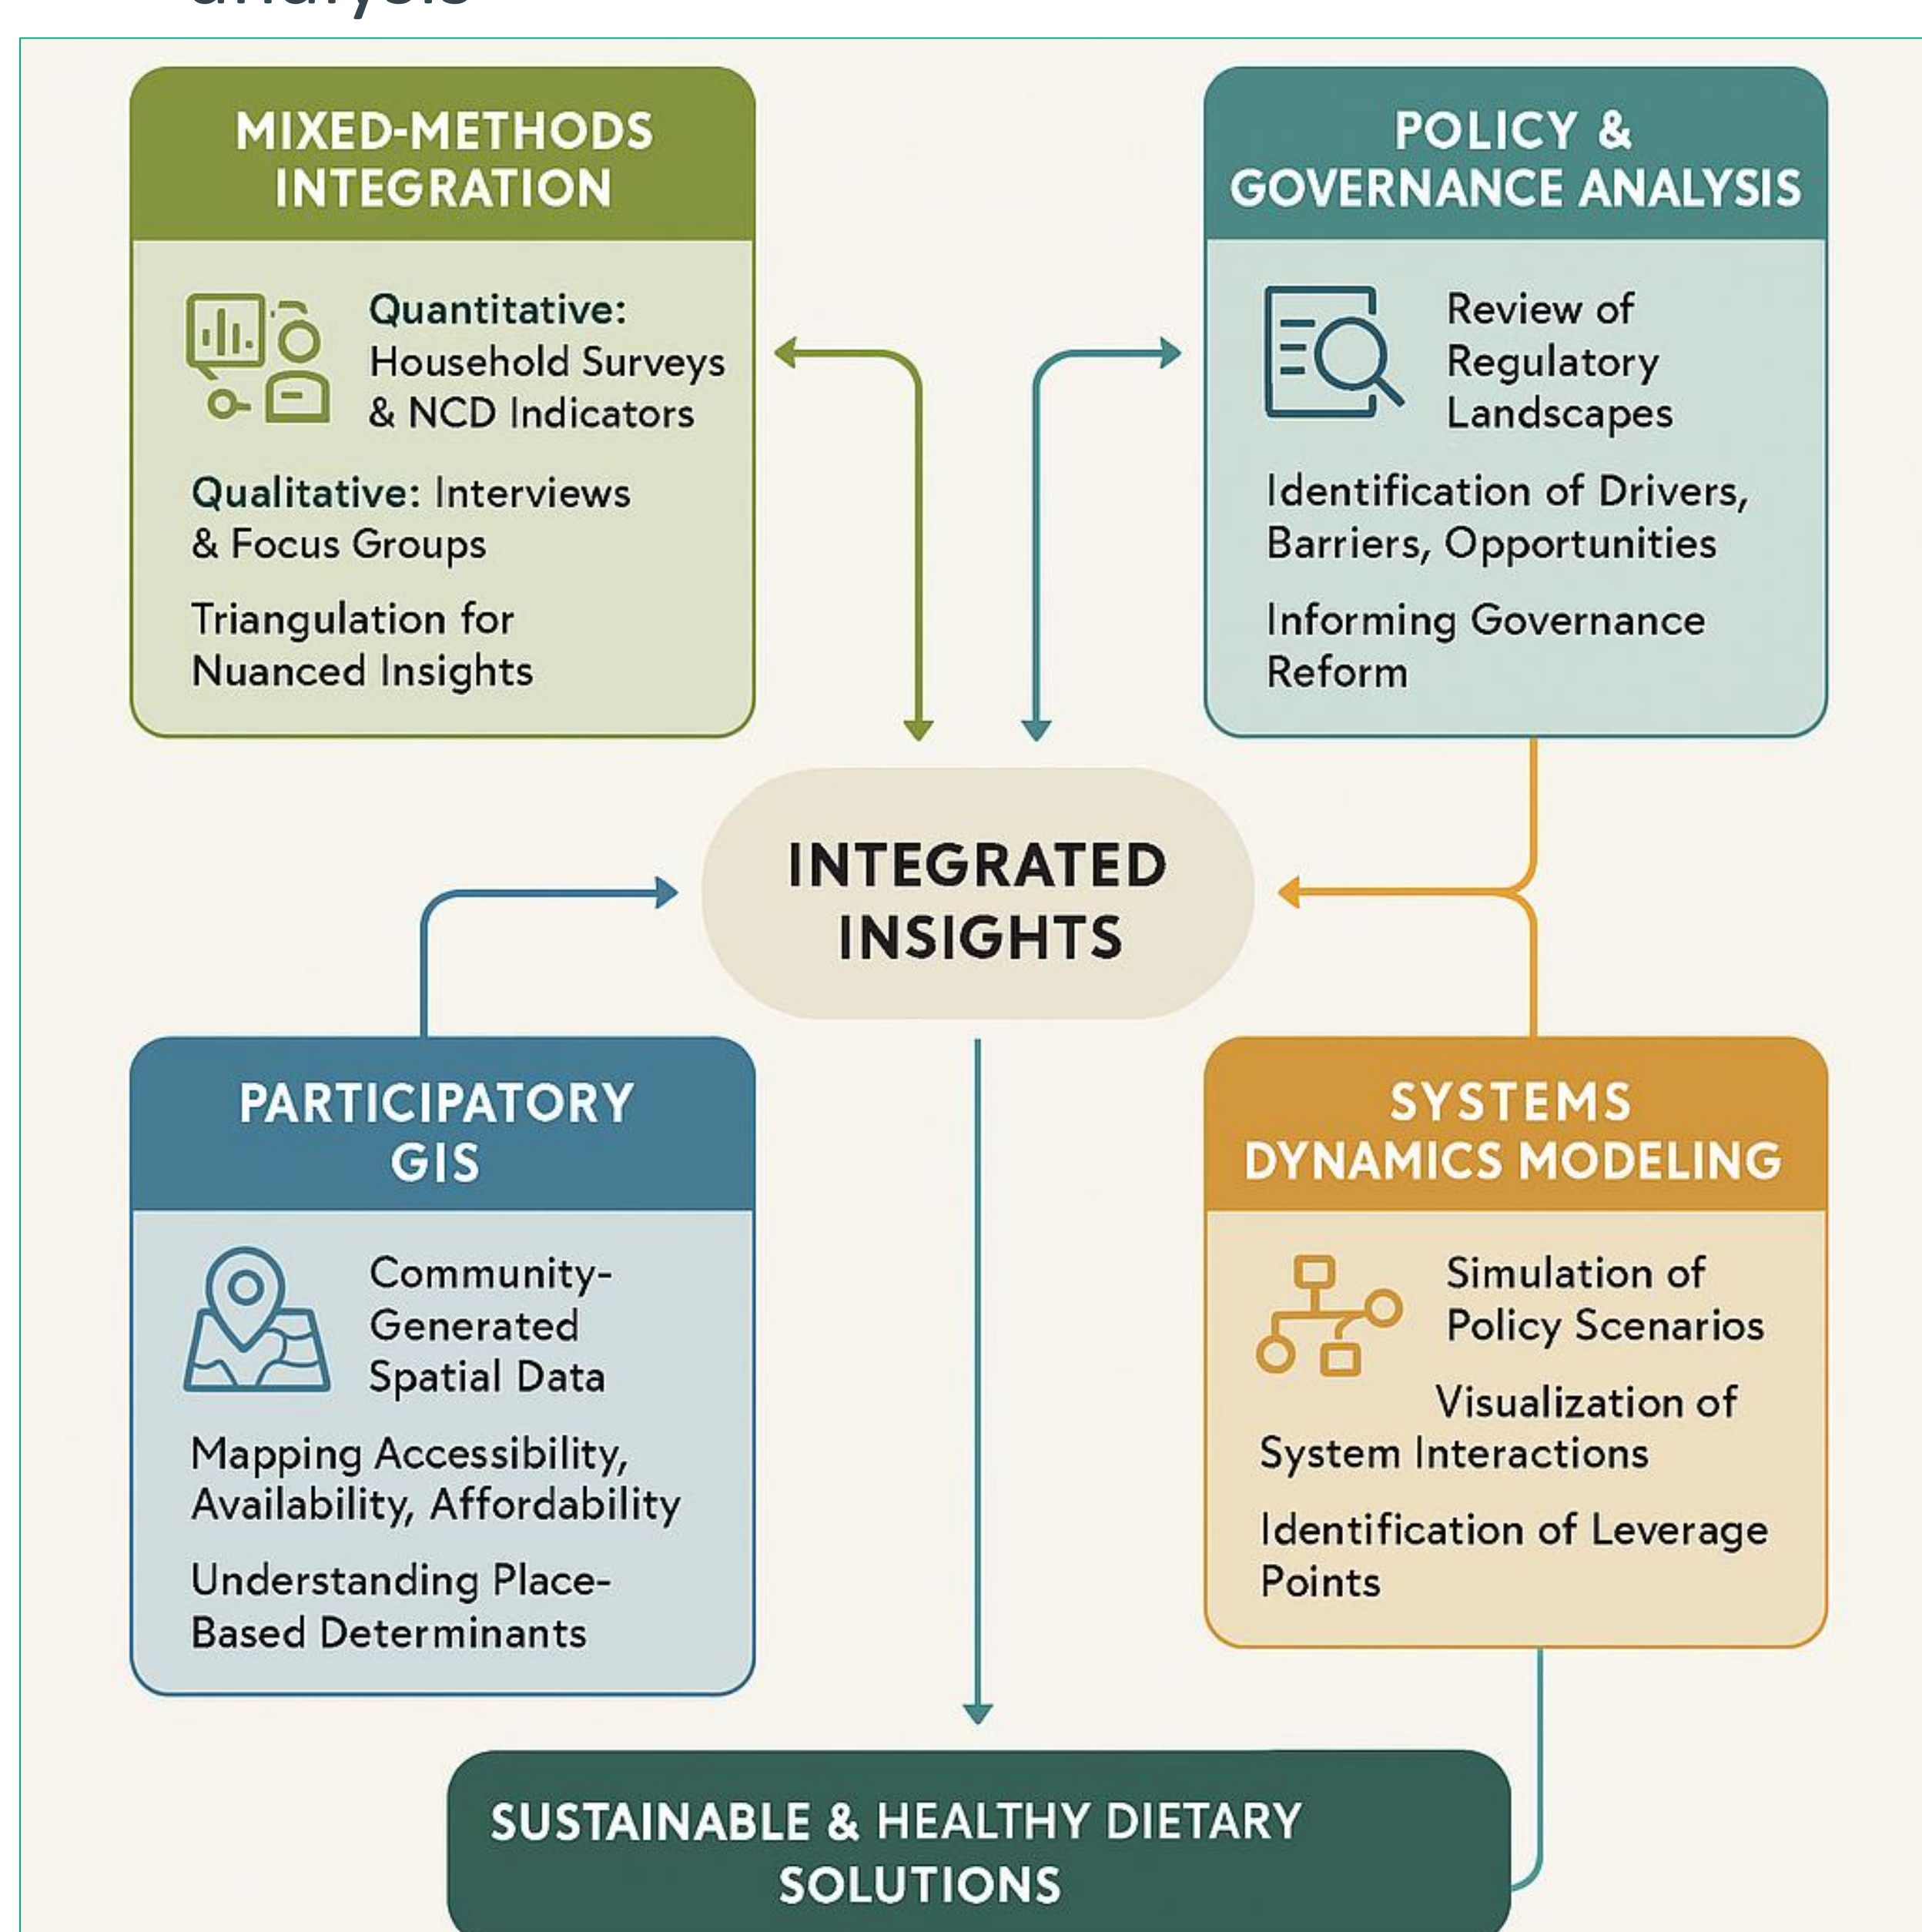 analysis
MIXED-METHODS
INTEGRATION
Quantitative:
Household Surveys
& NCD Indicators
Qualitative: Interviews
& Focus Groups
Triangulation for
Nuanced Insights
POLICY &
GOVERNANCE ANALYSIS
Review of
Regulatory
Landscapes
Identification of Drivers,
Barriers, Opportunities
Informing Governance
Reform
INTEGRATED
INSIGHTS
PARTICIPATORY
GIS
Community-
Generated
Spatial Data
Mapping Accessibility,
Availability, Affordability
Understanding Place-
Based Determinants
SYSTEMS
DYNAMICS MODELING
Simulation of
Policy Scenarios
Visualization of
System Interactions
Identification of Leverage
Points
SUSTAINABLE & HEALTHY DIETARY
SOLUTIONS